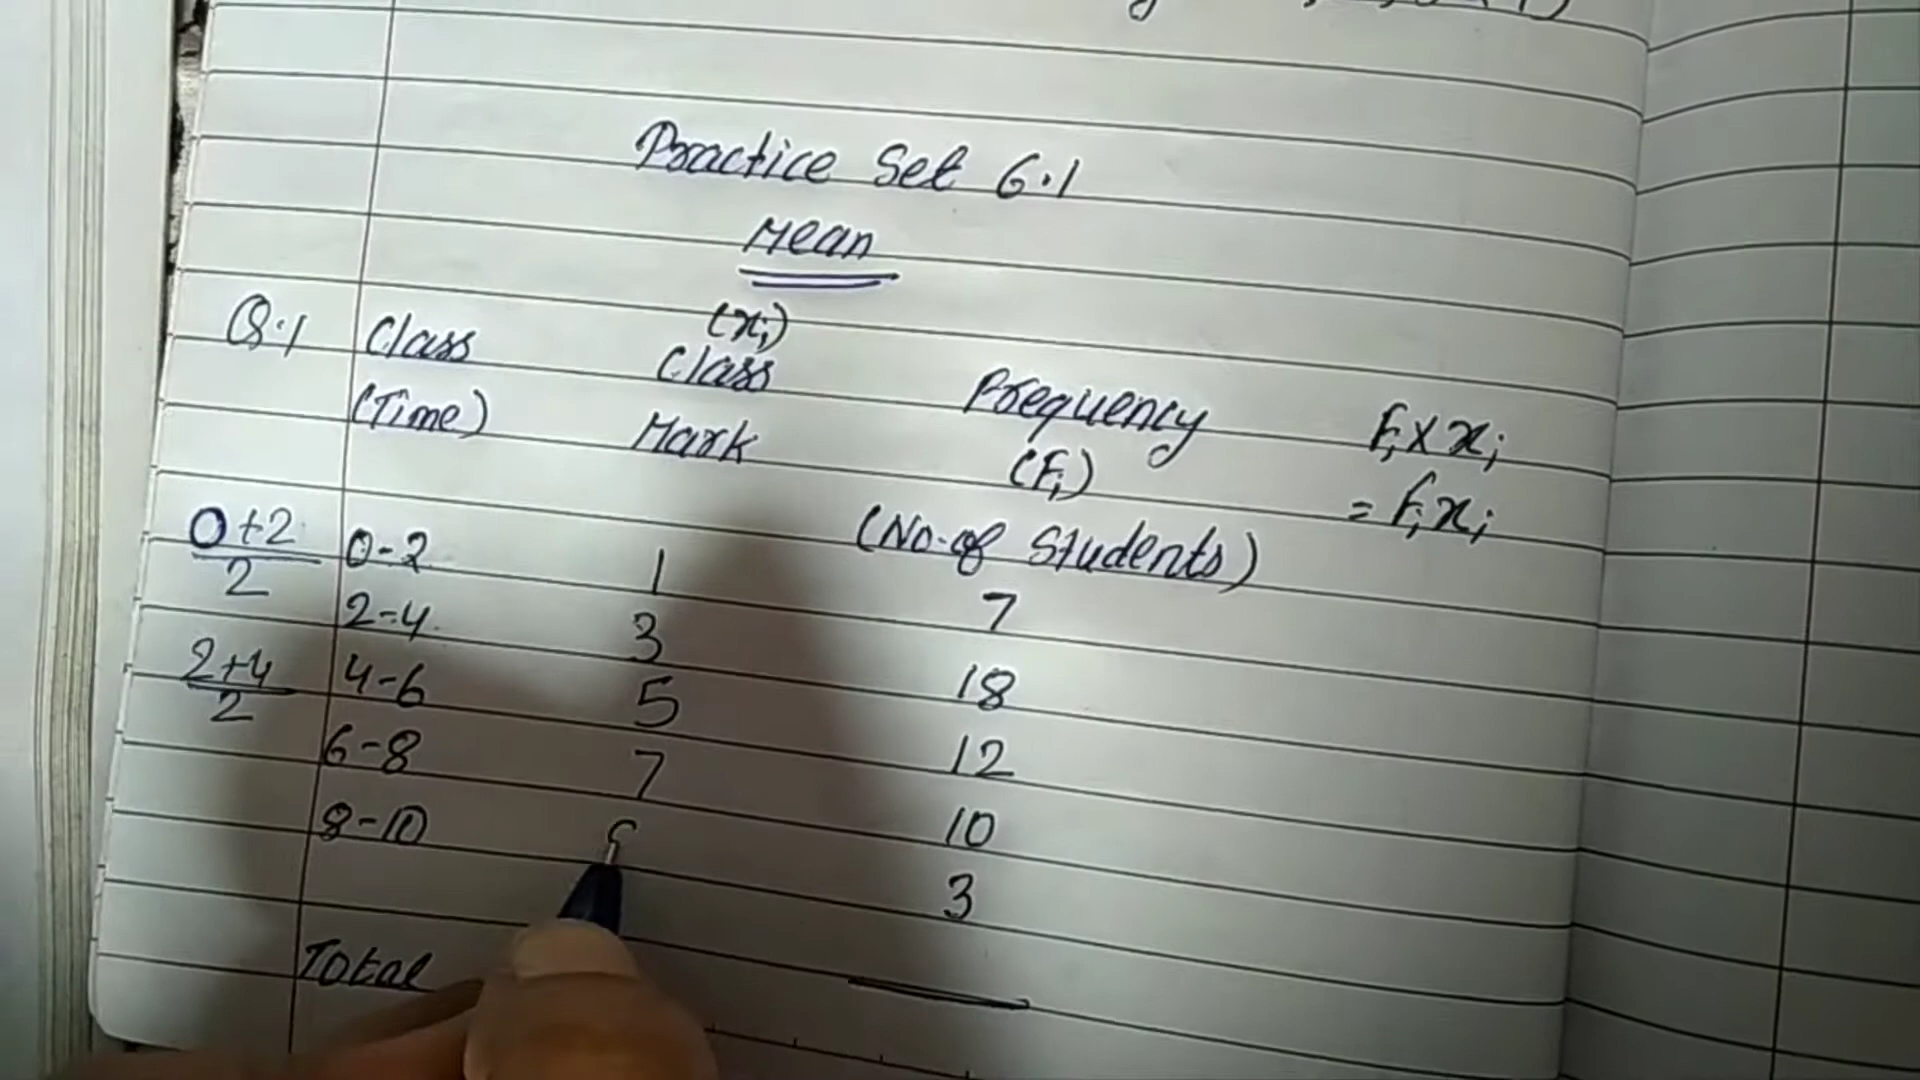 Practice Set 6.1
Mean
Q.1 Class (xi) Class Frequency Fi X xi
(Time) Mark (Fi) = Fixi
(No. of Students)
0+2/2 0-2 1 7
2-4 3 18
2+4/2 4-6 5 12
6-8 7 10
8-10 3
Total